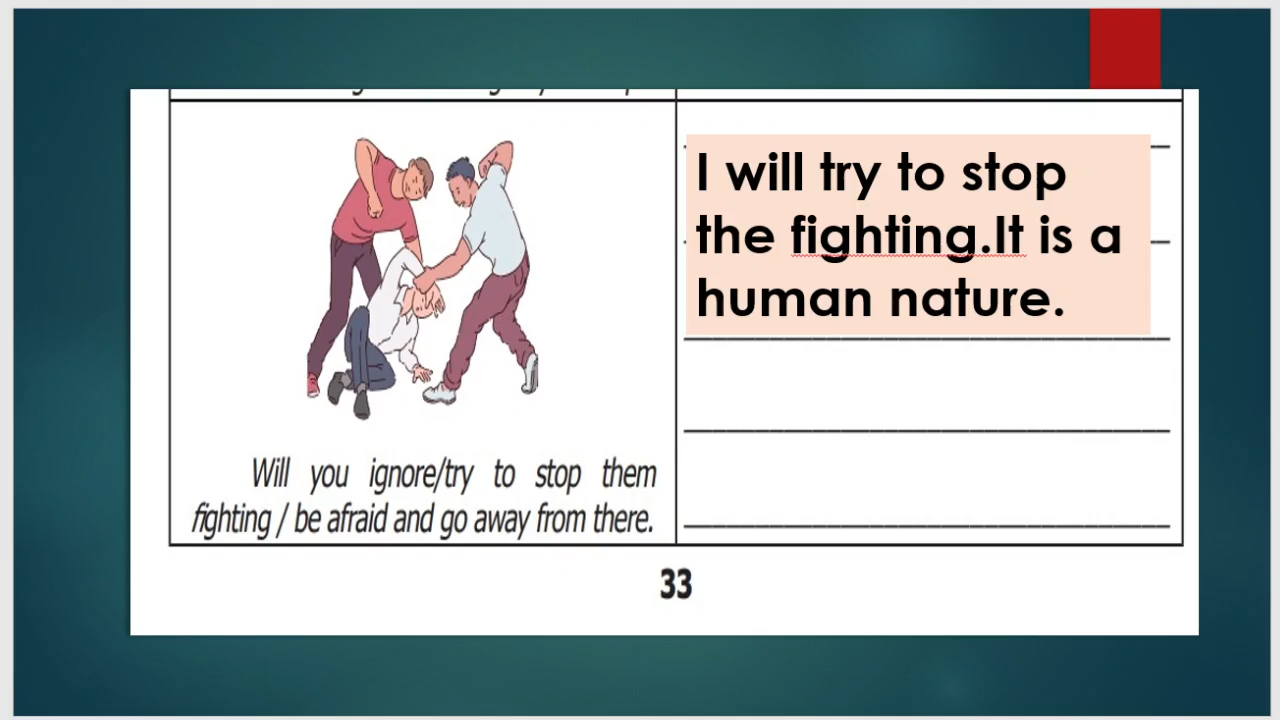 I will try to stop
the fighting.It is a
human nature.
Will you ignore/try to stop them
fighting / be afraid and go away from there.
33